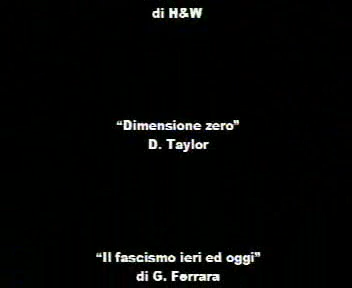 di H&W
“Dimensione zero”
D. Taylor
“Il fascismo ieri ed oggi”
di G. Ferrara